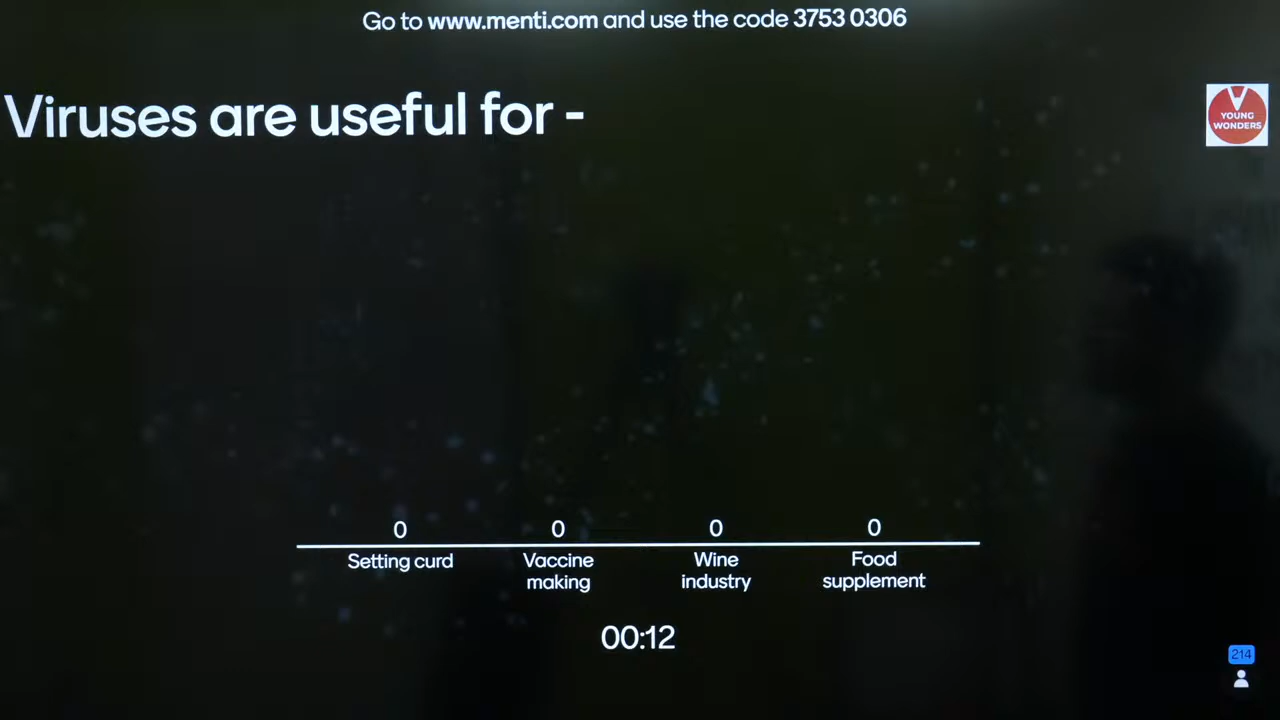 Go to www.menti.com and use the code 3753 0306
Viruses are useful for -
YOUNG
WONDERS
0 0 0 0
Setting curd Vaccine making Wine industry Food supplement
00:12
214